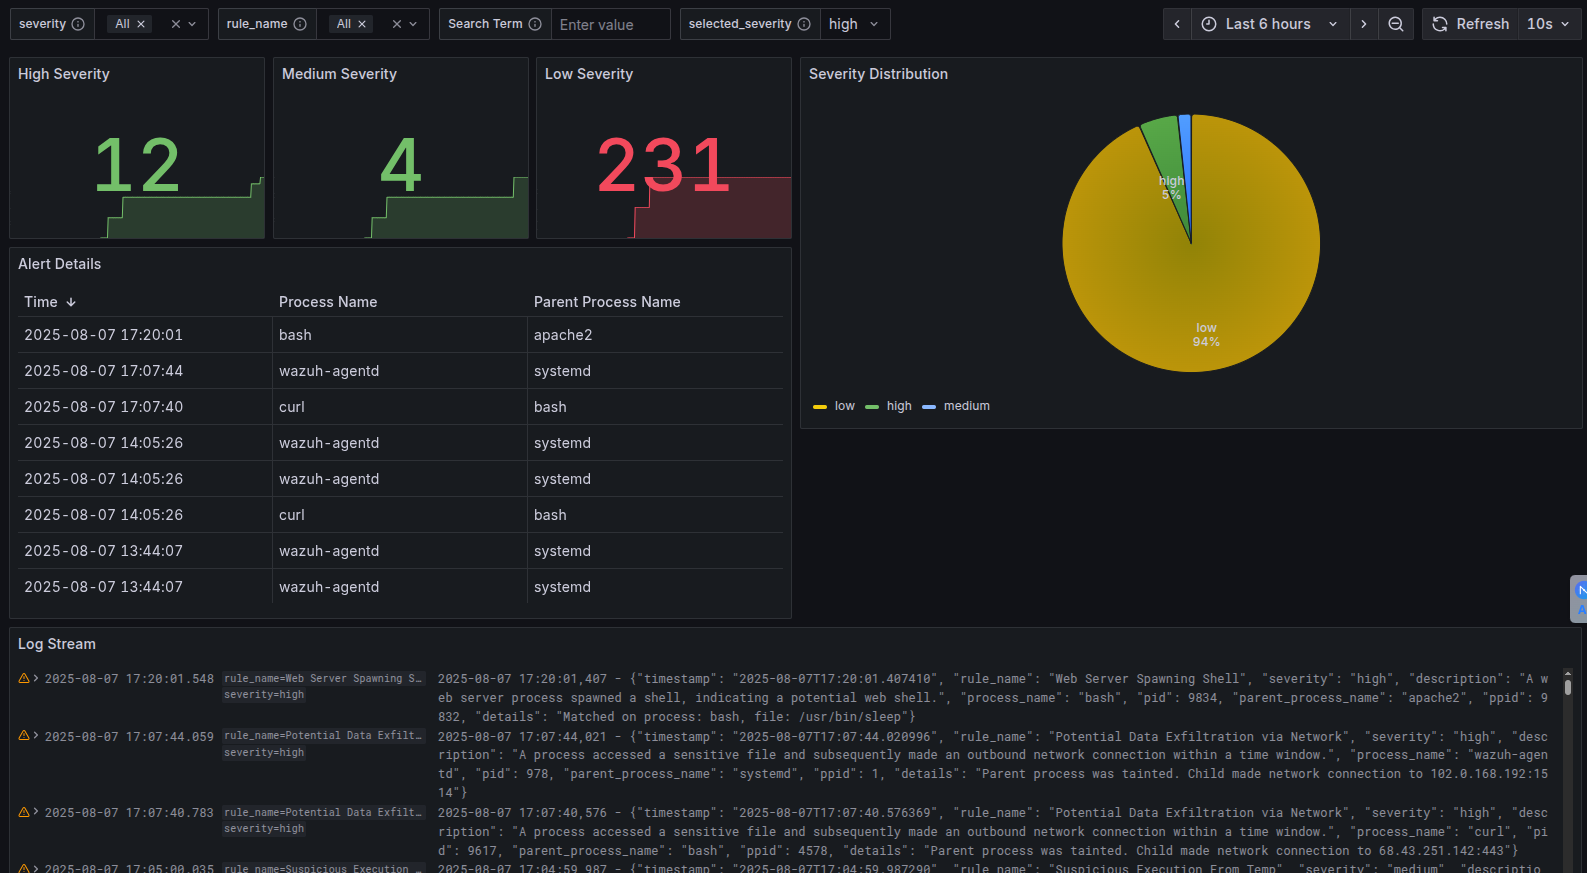 severity All rule_name All Search Term Enter value selected_severity high Last 6 hours Refresh 10s
High Severity
12
Medium Severity
4
Low Severity
231
Severity Distribution
high
5%
low
94%
low high medium
Alert Details
Time Process Name Parent Process Name
2025-08-07 17:20:01 bash apache2
2025-08-07 17:07:44 wazuh-agentd systemd
2025-08-07 17:07:40 curl bash
2025-08-07 14:05:26 wazuh-agentd systemd
2025-08-07 14:05:26 wazuh-agentd systemd
2025-08-07 14:05:26 curl bash
2025-08-07 13:44:07 wazuh-agentd systemd
2025-08-07 13:44:07 wazuh-agentd systemd
Log Stream
2025-08-07 17:20:01.548 rule_name=Web Server Spawning S… 2025-08-07 17:20:01,407 - {"timestamp": "2025-08-07T17:20:01.407410", "rule_name": "Web Server Spawning Shell", "severity": "high", "description": "A w
severity=high eb server process spawned a shell, indicating a potential web shell.", "process_name": "bash", "pid": 9834, "parent_process_name": "apache2", "ppid": 9
832, "details": "Matched on process: bash, file: /usr/bin/sleep"}
2025-08-07 17:07:44.059 rule_name=Potential Data Exfilt… 2025-08-07 17:07:44,021 - {"timestamp": "2025-08-07T17:07:44.020996", "rule_name": "Potential Data Exfiltration via Network", "severity": "high", "desc
severity=high ription": "A process accessed a sensitive file and subsequently made an outbound network connection within a time window.", "process_name": "wazuh-agen
td", "pid": 978, "parent_process_name": "systemd", "ppid": 1, "details": "Parent process was tainted. Child made network connection to 102.0.168.192:15
14"}
2025-08-07 17:07:40.783 rule_name=Potential Data Exfilt… 2025-08-07 17:07:40,576 - {"timestamp": "2025-08-07T17:07:40.576369", "rule_name": "Potential Data Exfiltration via Network", "severity": "high", "desc
severity=high ription": "A process accessed a sensitive file and subsequently made an outbound network connection within a time window.", "process_name": "curl", "pi
d": 9617, "parent_process_name": "bash", "ppid": 4578, "details": "Parent process was tainted. Child made network connection to 68.43.251.142:443"}
2025-08-07 17:05:00.035 rule_name=Suspicious Execution … 2025-08-07 17:04:59,987 - {"timestamp": "2025-08-07T17:04:59.987290", "rule_name": "Suspicious Execution From Temp", "severity": "medium", "descriptio